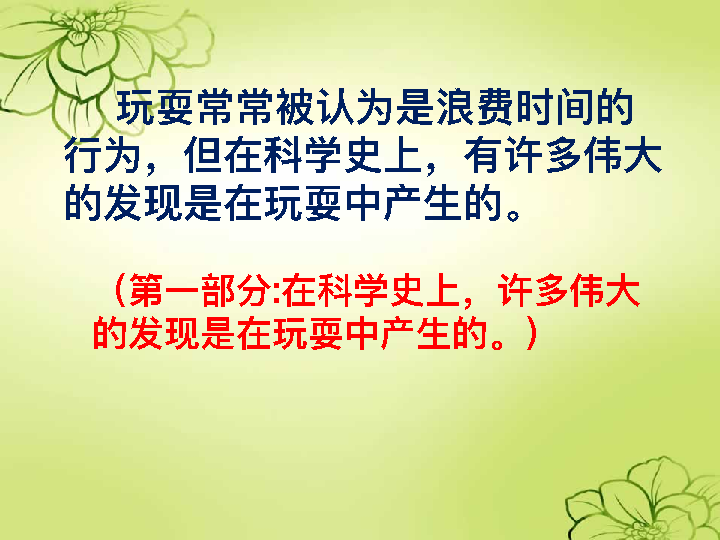 玩耍常常被认为是浪费时间的
行为，但在科学史上，有许多伟大
的发现是在玩耍中产生的。
（第一部分:在科学史上，许多伟大
的发现是在玩耍中产生的。）